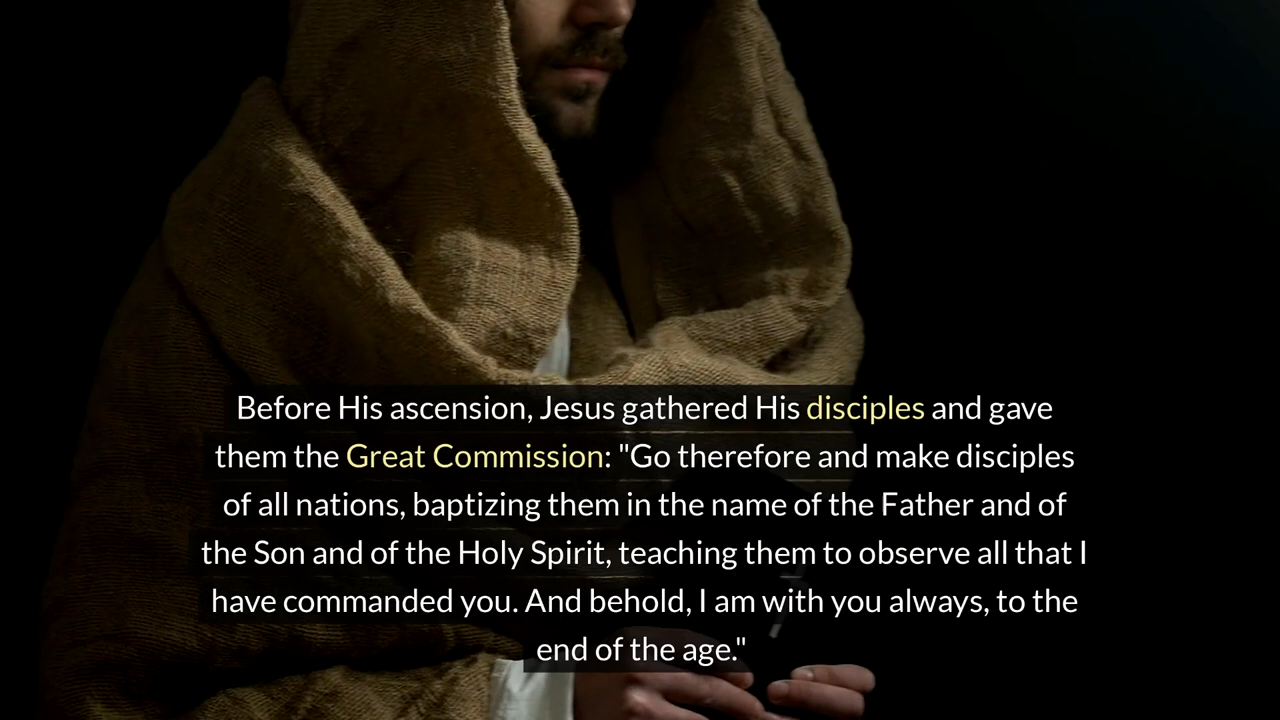 Before His ascension, Jesus gathered His disciples and gave
them the Great Commission: "Go therefore and make disciples
of all nations, baptizing them in the name of the Father and of
the Son and of the Holy Spirit, teaching them to observe all that I
have commanded you. And behold, I am with you always, to the
end of the age."